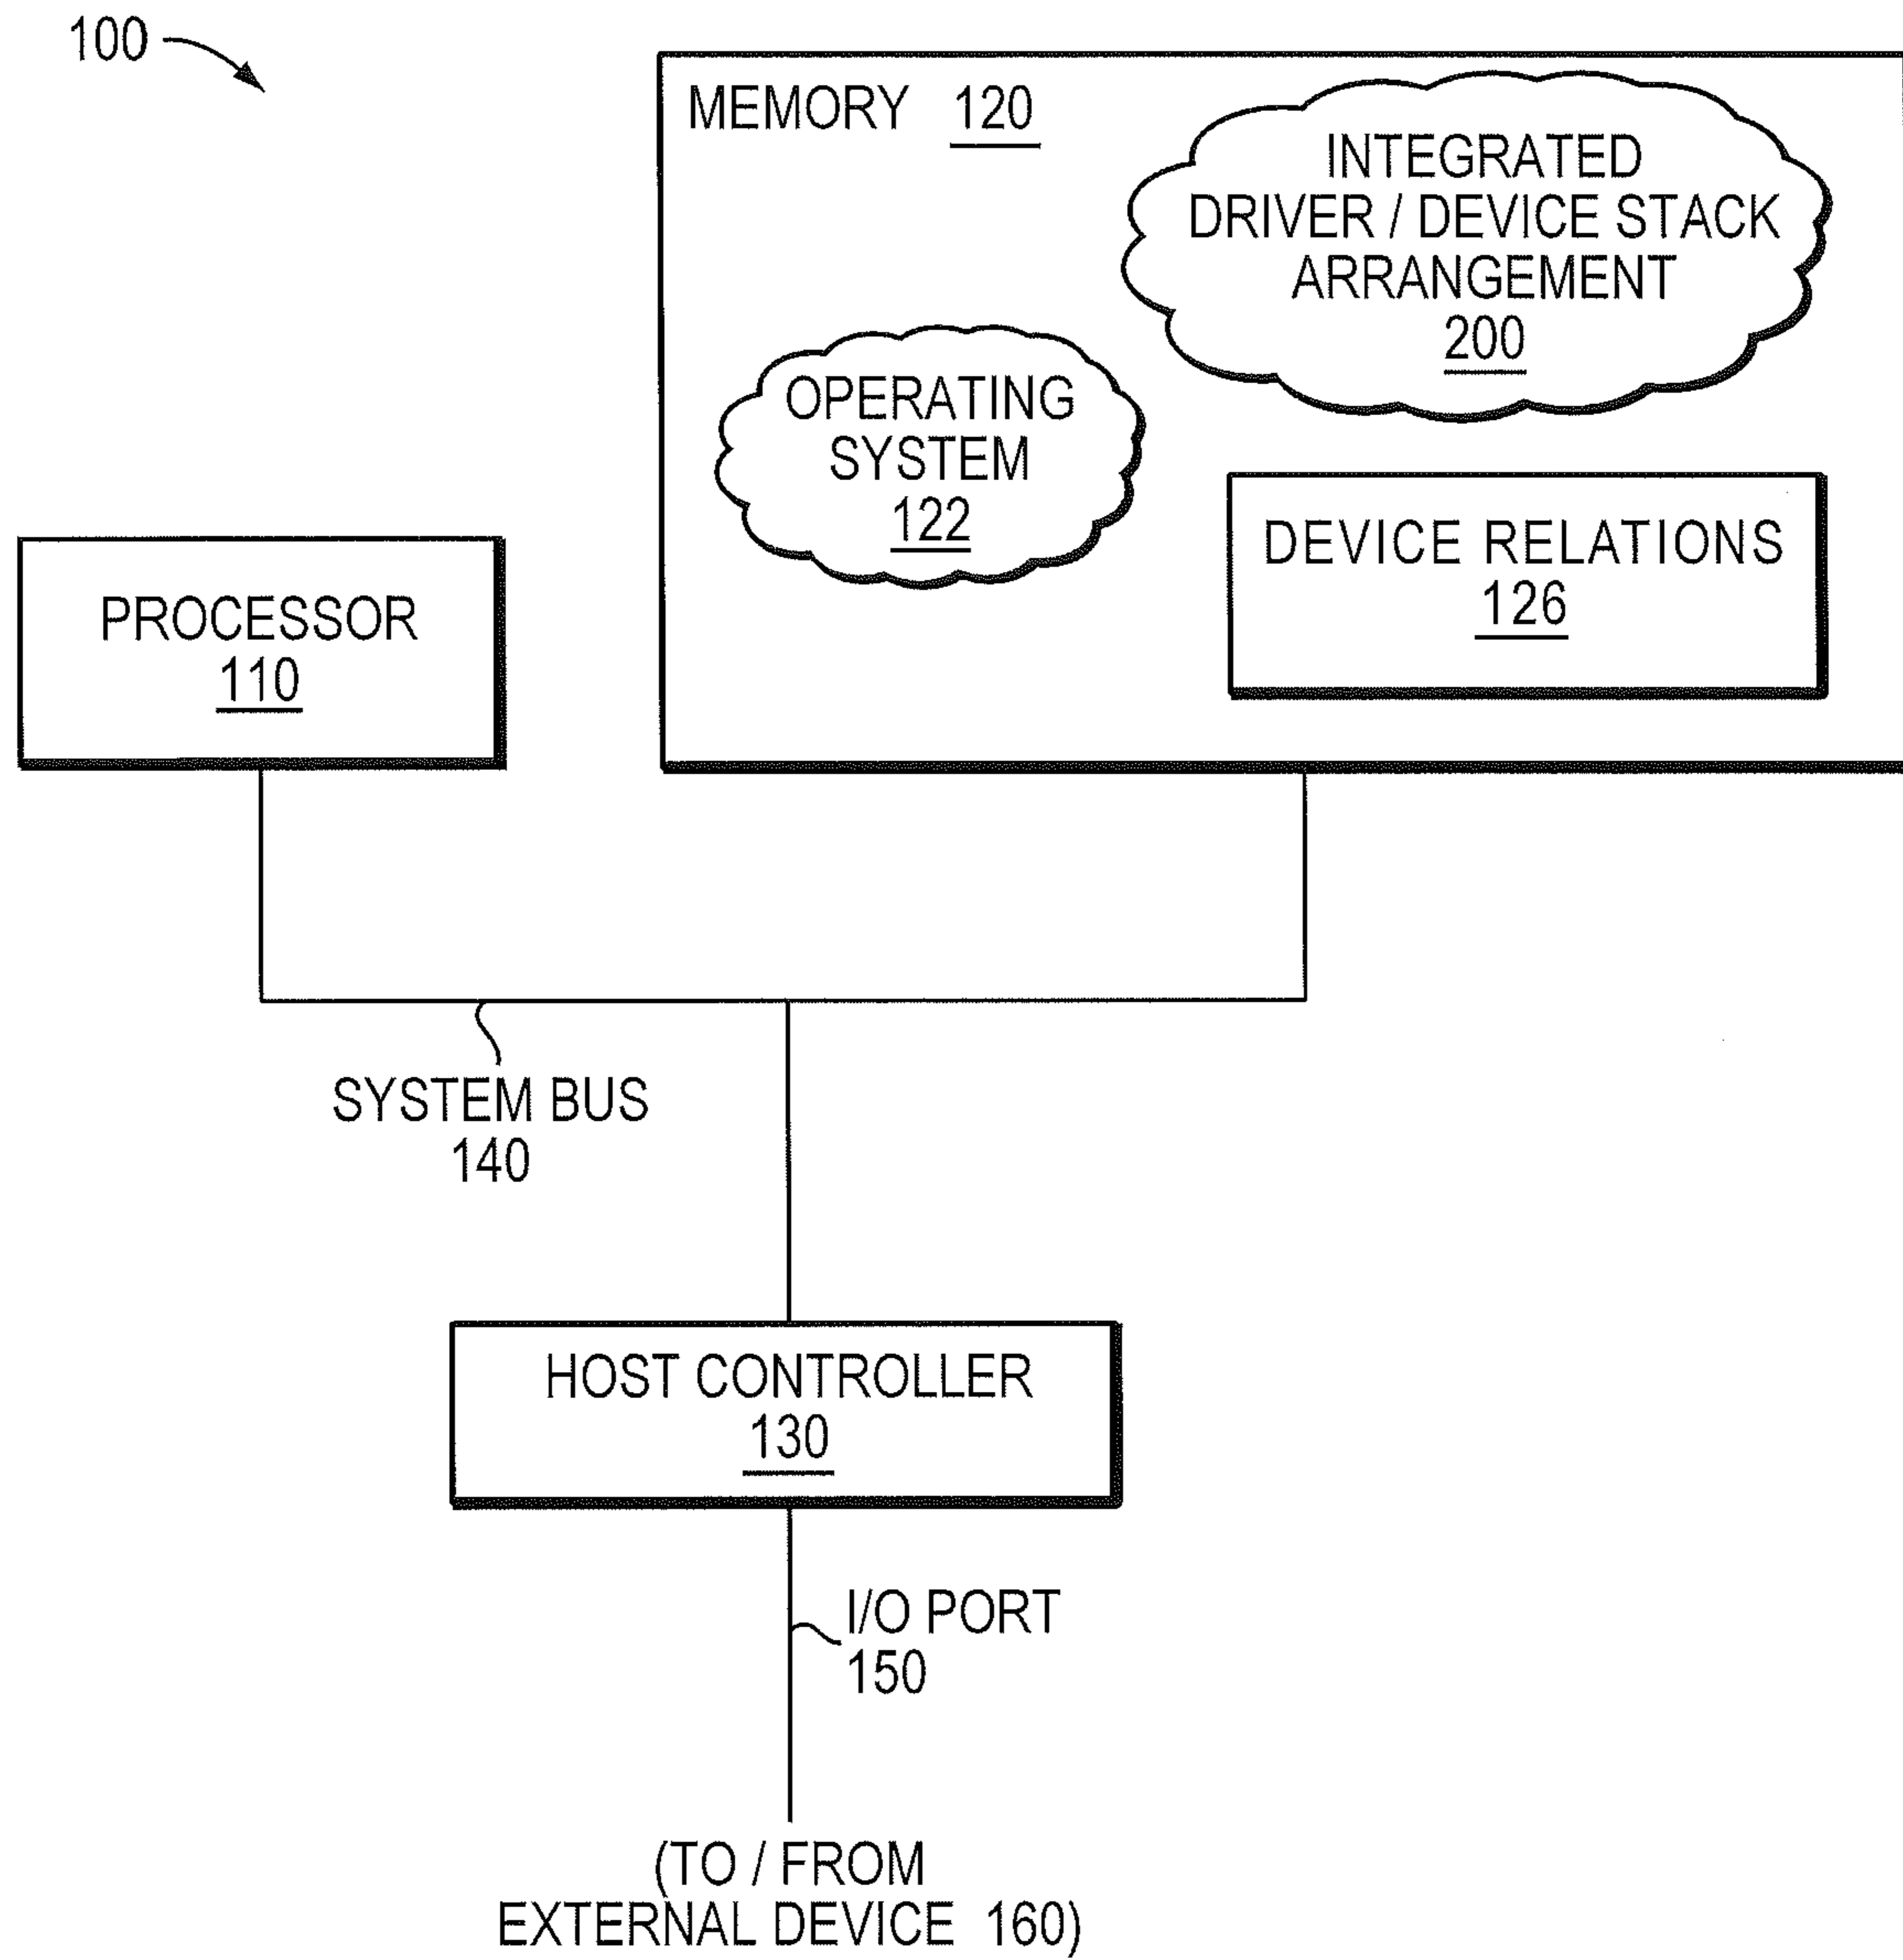 100
MEMORY 120
INTEGRATED
DRIVER / DEVICE STACK
ARRANGEMENT
200
OPERATING
SYSTEM
122
DEVICE RELATIONS
126
PROCESSOR
110
SYSTEM BUS
140
HOST CONTROLLER
130
I/O PORT
150
(TO / FROM
EXTERNAL DEVICE 160)